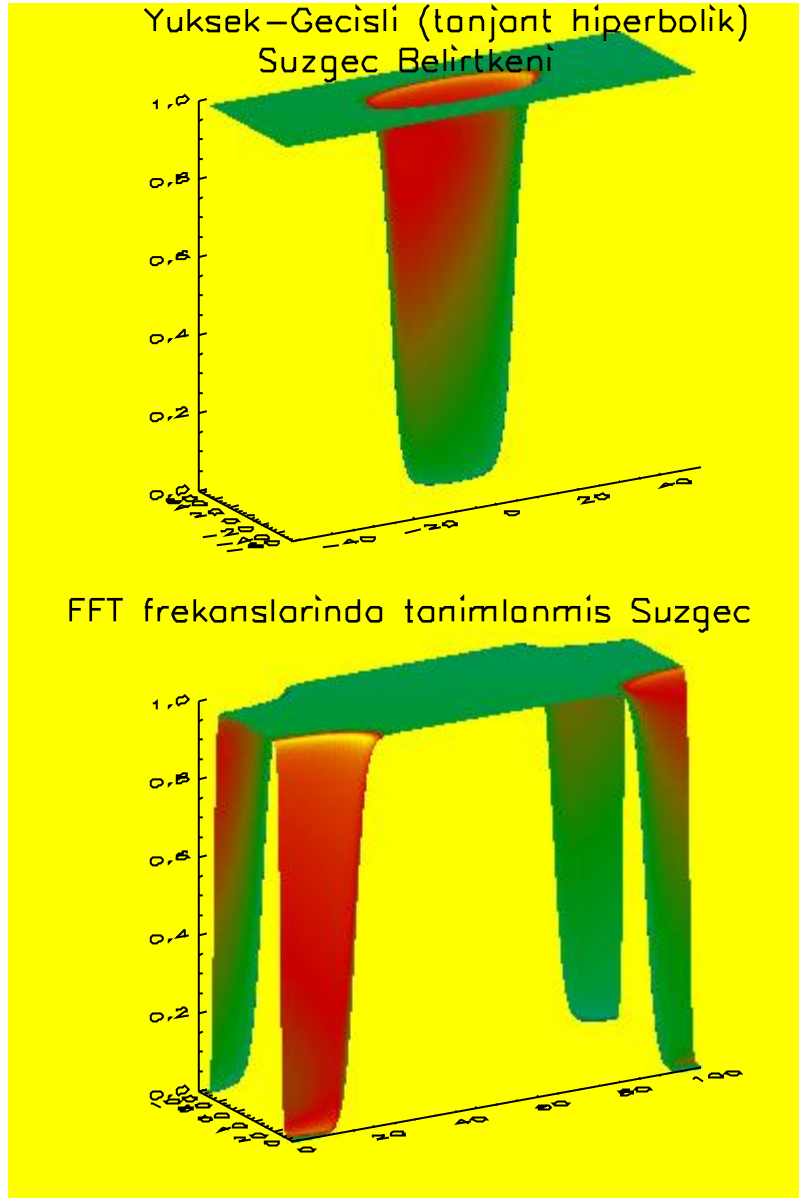 Yuksek-Gecisli (tanjant hiperbolik)
Suzgec Belirtkeni
1,0
0,8
0,6
0,4
0,2
0,0
-40 -20 0 20 40
FFT frekanslarinda tanimlanmis Suzgec
1,0
0,8
0,6
0,4
0,2
0,0
0 20 40 60 80 100